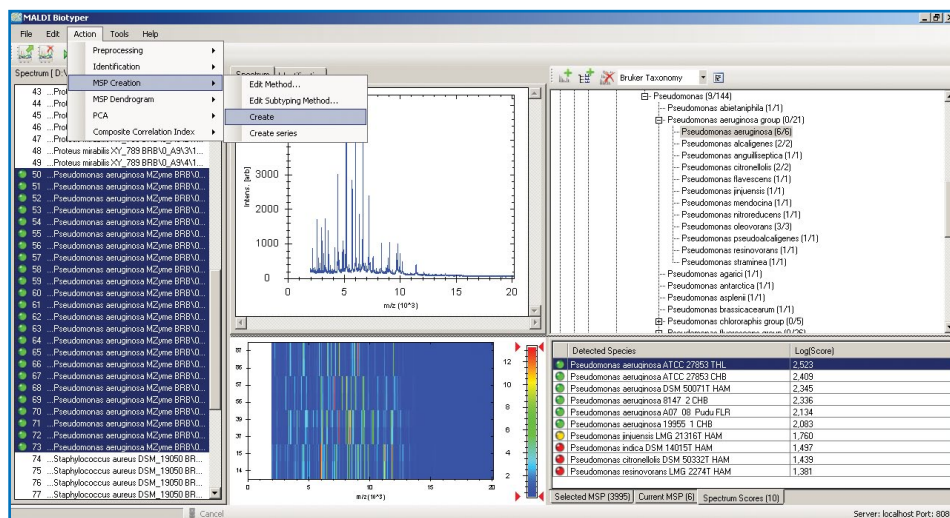 MALDI Biotyper
File Edit Action Tools Help
Preprocessing
Identification
MSP Creation
MSP Dendrogram
PCA
Composite Correlation Index
Edit Method...
Edit Subtyping Method...
Create
Create series
Bruker Taxonomy
Spectrum [ D:\
43 ...Pro
44 ...Pro
45 ...Pro
46 ...Pro
47
48 ...Proteus mirabilis XY_789 BRB\0_A9\3\1...
49 ...Proteus mirabilis XY_789 BRB\0_A9\4\1...
50 ...Pseudomonas aeruginosa MZyme BRB\0...
51 ...Pseudomonas aeruginosa MZyme BRB\0...
52 ...Pseudomonas aeruginosa MZyme BRB\0...
53 ...Pseudomonas aeruginosa MZyme BRB\0...
54 ...Pseudomonas aeruginosa MZyme BRB\0...
55 ...Pseudomonas aeruginosa MZyme BRB\0...
56 ...Pseudomonas aeruginosa MZyme BRB\0...
57 ...Pseudomonas aeruginosa MZyme BRB\0...
58 ...Pseudomonas aeruginosa MZyme BRB\0...
59 ...Pseudomonas aeruginosa MZyme BRB\0...
60 ...Pseudomonas aeruginosa MZyme BRB\0...
61 ...Pseudomonas aeruginosa MZyme BRB\0...
62 ...Pseudomonas aeruginosa MZyme BRB\0...
63 ...Pseudomonas aeruginosa MZyme BRB\0...
64 ...Pseudomonas aeruginosa MZyme BRB\0...
65 ...Pseudomonas aeruginosa MZyme BRB\0...
66 ...Pseudomonas aeruginosa MZyme BRB\0...
67 ...Pseudomonas aeruginosa MZyme BRB\0...
68 ...Pseudomonas aeruginosa MZyme BRB\0...
69 ...Pseudomonas aeruginosa MZyme BRB\0...
70 ...Pseudomonas aeruginosa MZyme BRB\0...
71 ...Pseudomonas aeruginosa MZyme BRB\0...
72 ...Pseudomonas aeruginosa MZyme BRB\0...
73 ...Pseudomonas aeruginosa MZyme BRB\0...
74 ...Staphylococcus aureus DSM_19050 BR...
75 ...Staphylococcus aureus DSM_19050 BR...
76 ...Staphylococcus aureus DSM_19050 BR...
77 ...Staphylococcus aureus DSM_19050 BR...
Intens. [arb]
3000
2000
1000
0
0 5 10 15 20
m/z (10^3)
0 5 10 15 20
m/z (10^3)
12
10
8
6
4
2
Pseudomonas (9/144)
Pseudomonas abietaniphila (1/1)
Pseudomonas aeruginosa group (0/21)
Pseudomonas aeruginosa (6/6)
Pseudomonas alcaligenes (2/2)
Pseudomonas anguilliseptica (1/1)
Pseudomonas citronellolis (2/2)
Pseudomonas flavescens (1/1)
Pseudomonas jinjuensis (1/1)
Pseudomonas mendocina (1/1)
Pseudomonas nitroreducens (1/1)
Pseudomonas oleovorans (3/3)
Pseudomonas pseudoalcaligenes (1/1)
Pseudomonas resinovorans (1/1)
Pseudomonas straminea (1/1)
Pseudomonas agarici (1/1)
Pseudomonas antarctica (1/1)
Pseudomonas asplenii (1/1)
Pseudomonas brassicacearum (1/1)
Pseudomonas chlororaphis group (0/5)
Pseudomonas fluorescens group (0/26)
Detected Species Log(Score)
Pseudomonas aeruginosa ATCC 27853 THL 2,523
Pseudomonas aeruginosa ATCC 27853 CHB 2,409
Pseudomonas aeruginosa DSM 50071T HAM 2,345
Pseudomonas aeruginosa 8147_2 CHB 2,336
Pseudomonas aeruginosa A07_08_Pudu FLR 2,134
Pseudomonas aeruginosa 19955_1 CHB 2,083
Pseudomonas jinjuensis LMG 21316T HAM 1,760
Pseudomonas indica DSM 14015T HAM 1,497
Pseudomonas citronellolis DSM 50332T HAM 1,439
Pseudomonas resinovorans LMG 2274T HAM 1,381
Selected MSP (3995) Current MSP (6) Spectrum Scores (10)
Cancel
Server: localhost Port: 808